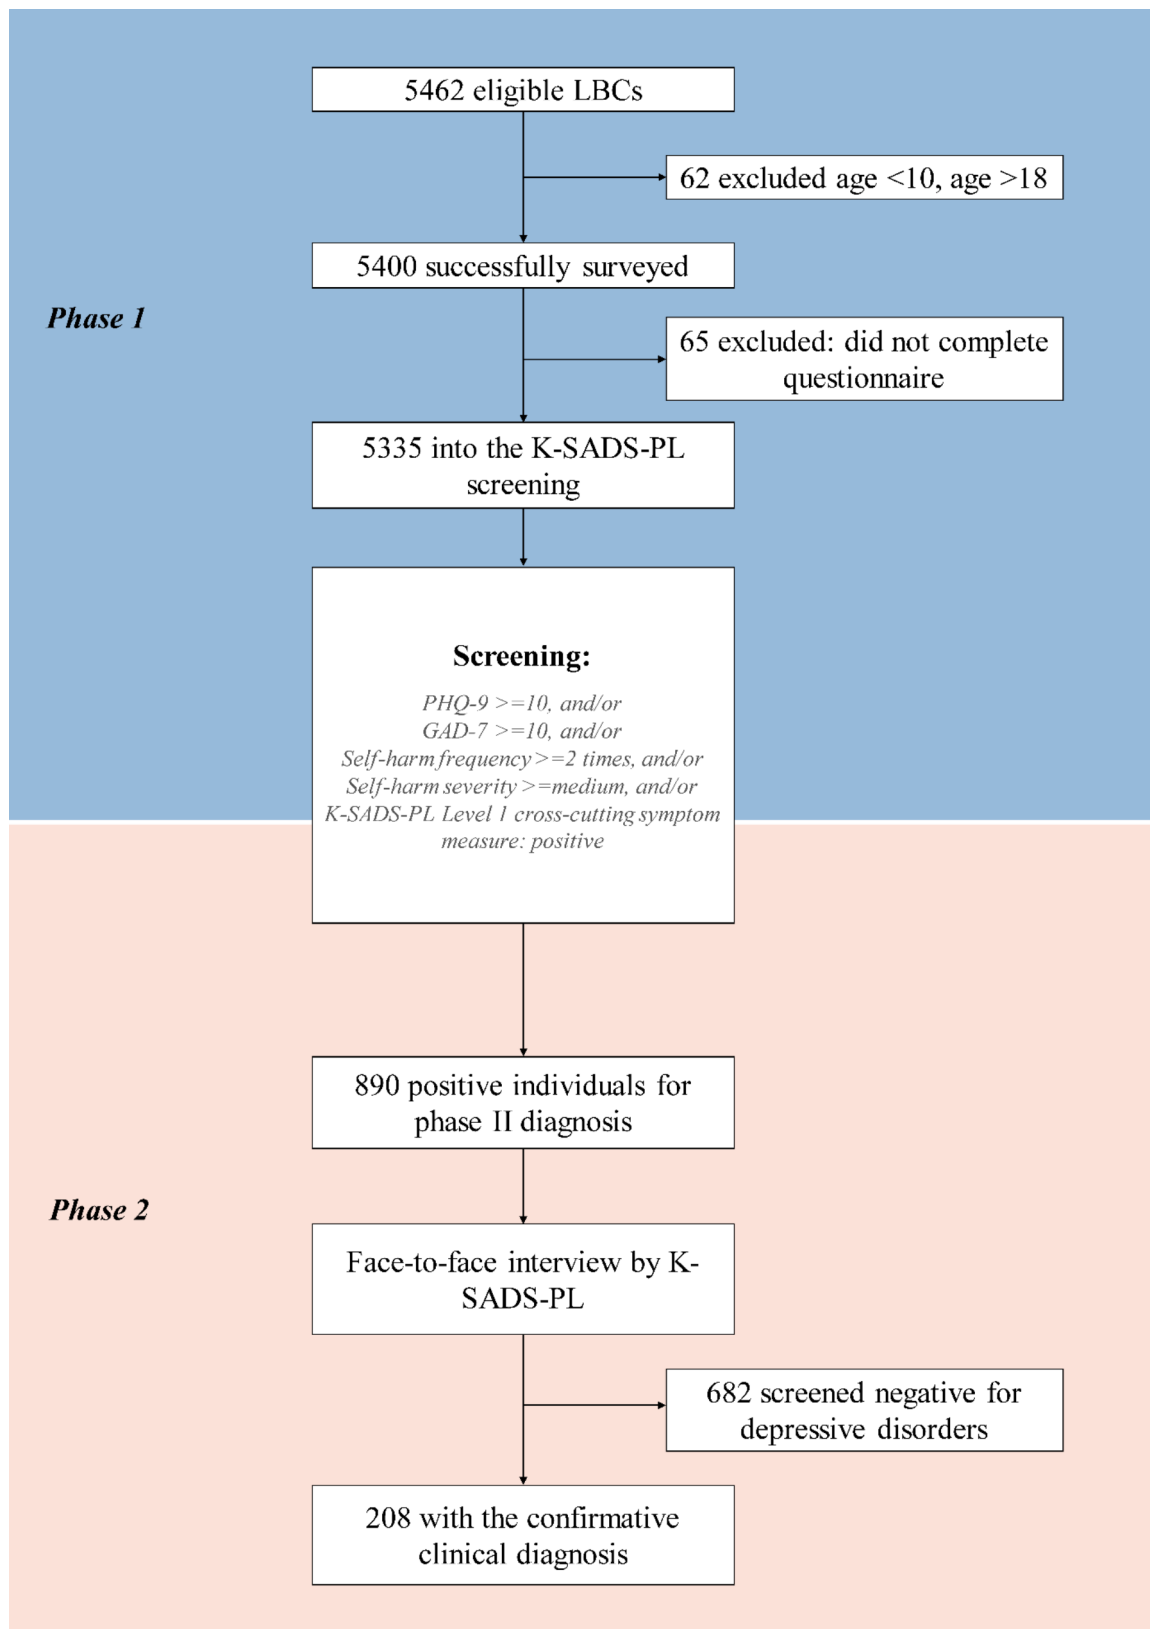 5462 eligible LBCs
62 excluded age <10, age >18
5400 successfully surveyed
Phase 1
65 excluded: did not complete
questionnaire
5335 into the K-SADS-PL
screening
Screening:
PHQ-9 >=10, and/or
GAD-7 >=10, and/or
Self-harm frequency >=2 times, and/or
Self-harm severity >=medium, and/or
K-SADS-PL Level 1 cross-cutting symptom
measure: positive
890 positive individuals for
phase II diagnosis
Phase 2
Face-to-face interview by K-
SADS-PL
682 screened negative for
depressive disorders
208 with the confirmative
clinical diagnosis